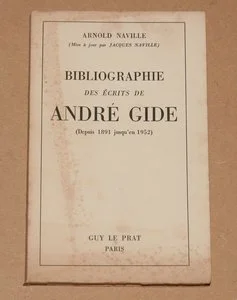 ARNOLD NAVILLE
(Mise à jour par JACQUES NAVILLE)
BIBLIOGRAPHIE
DES ÉCRITS DE
ANDRÉ GIDE
(Depuis 1891 jusqu'en 1952)
GUY LE PRAT
PARIS